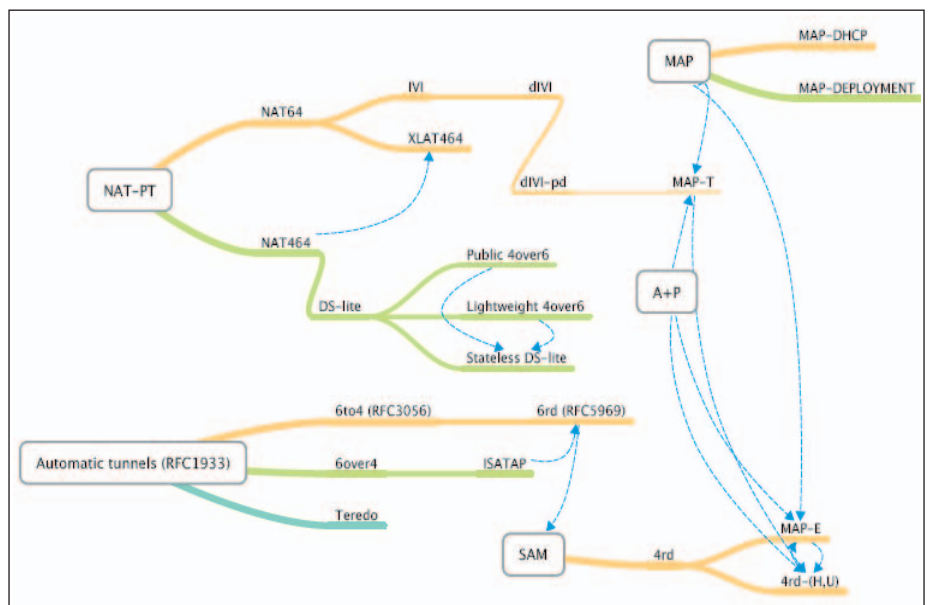 MAP-DHCP
MAP
MAP-DEPLOYMENT
IVI
dIVI
NAT64
XLAT464
NAT-PT
dIVI-pd
MAP-T
NAT464
Public 4over6
A+P
DS-lite
Lightweight 4over6
Stateless DS-lite
6to4 (RFC3056)
6rd (RFC5969)
Automatic tunnels (RFC1933)
6over4
ISATAP
Teredo
MAP-E
SAM
4rd
4rd-(H,U)